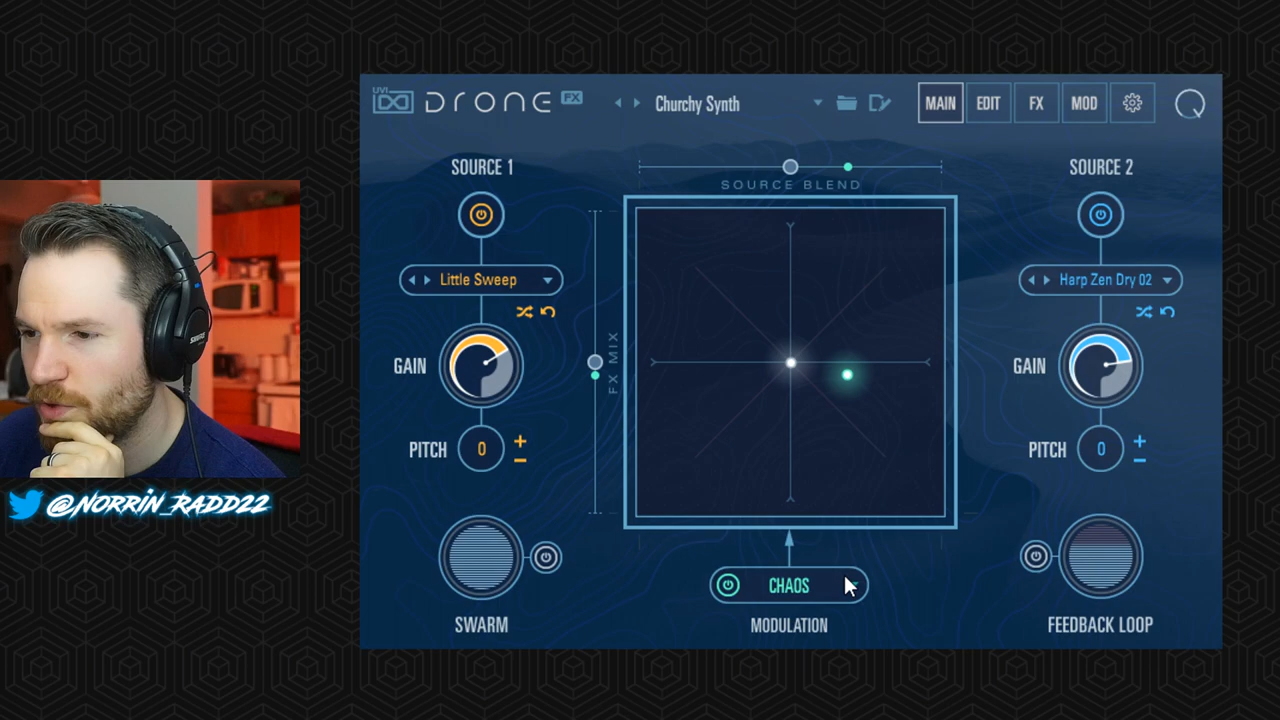 UVI
DRONE FX
Churchy Synth
MAIN
EDIT
FX
MOD
SOURCE 1
SOURCE BLEND
SOURCE 2
Little Sweep
Harp Zen Dry 02
FX MIX
GAIN
GAIN
PITCH 0 + −
PITCH 0 + −
CHAOS
SWARM
MODULATION
FEEDBACK LOOP
SHURE
@NORRIN_RADD22